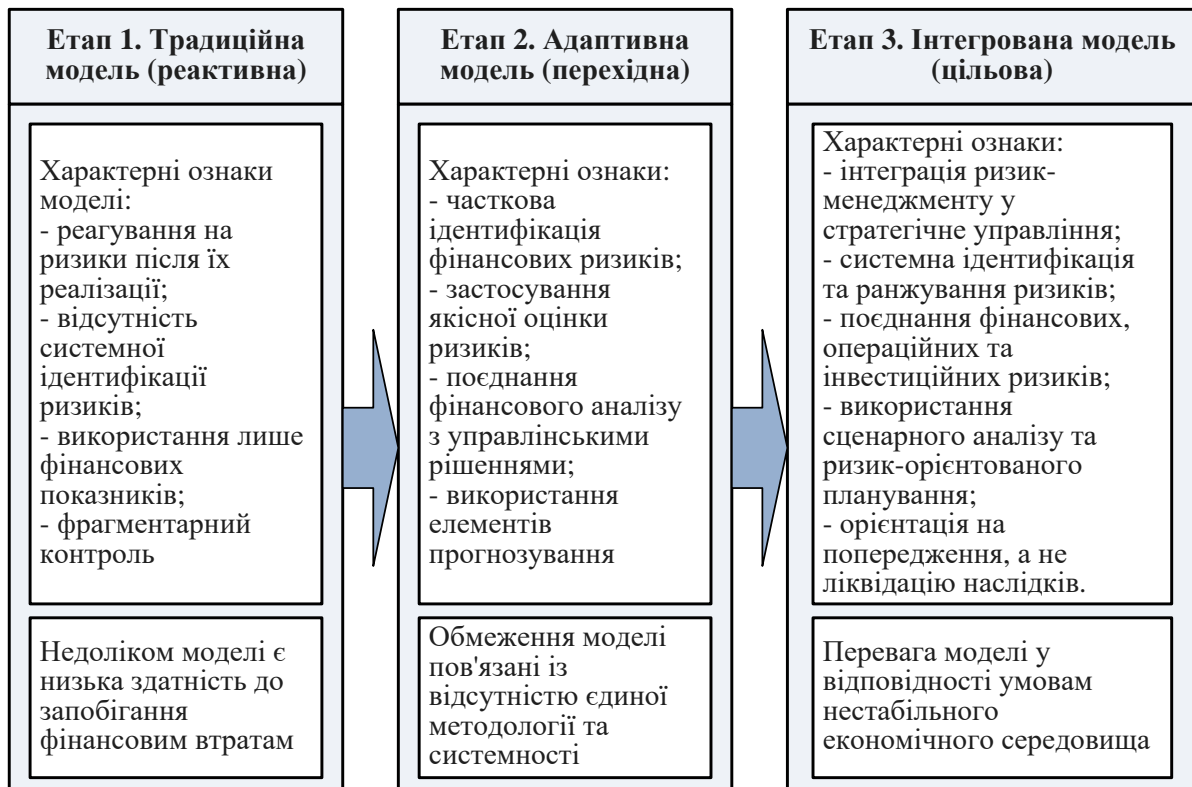 Етап 1. Традиційна
модель (реактивна)
Характерні ознаки
моделі:
- реагування на
ризики після їх
реалізації;
- відсутність
системної
ідентифікації
ризиків;
- використання лише
фінансових
показників;
- фрагментарний
контроль
Недоліком моделі є
низька здатність до
запобігання
фінансовим втратам
Етап 2. Адаптивна
модель (перехідна)
Характерні ознаки:
- часткова
ідентифікація
фінансових ризиків;
- застосування
якісної оцінки
ризиків;
- поєднання
фінансового аналізу
з управлінськими
рішеннями;
- використання
елементів
прогнозування
Обмеження моделі
пов'язані із
відсутністю єдиної
методології та
системності
Етап 3. Інтегрована модель
(цільова)
Характерні ознаки:
- інтеграція ризик-
менеджменту у
стратегічне управління;
- системна ідентифікація
та ранжування ризиків;
- поєднання фінансових,
операційних та
інвестиційних ризиків;
- використання
сценарного аналізу та
ризик-орієнтованого
планування;
- орієнтація на
попередження, а не
ліквідацію наслідків.
Перевага моделі у
відповідності умовам
нестабільного
економічного середовища